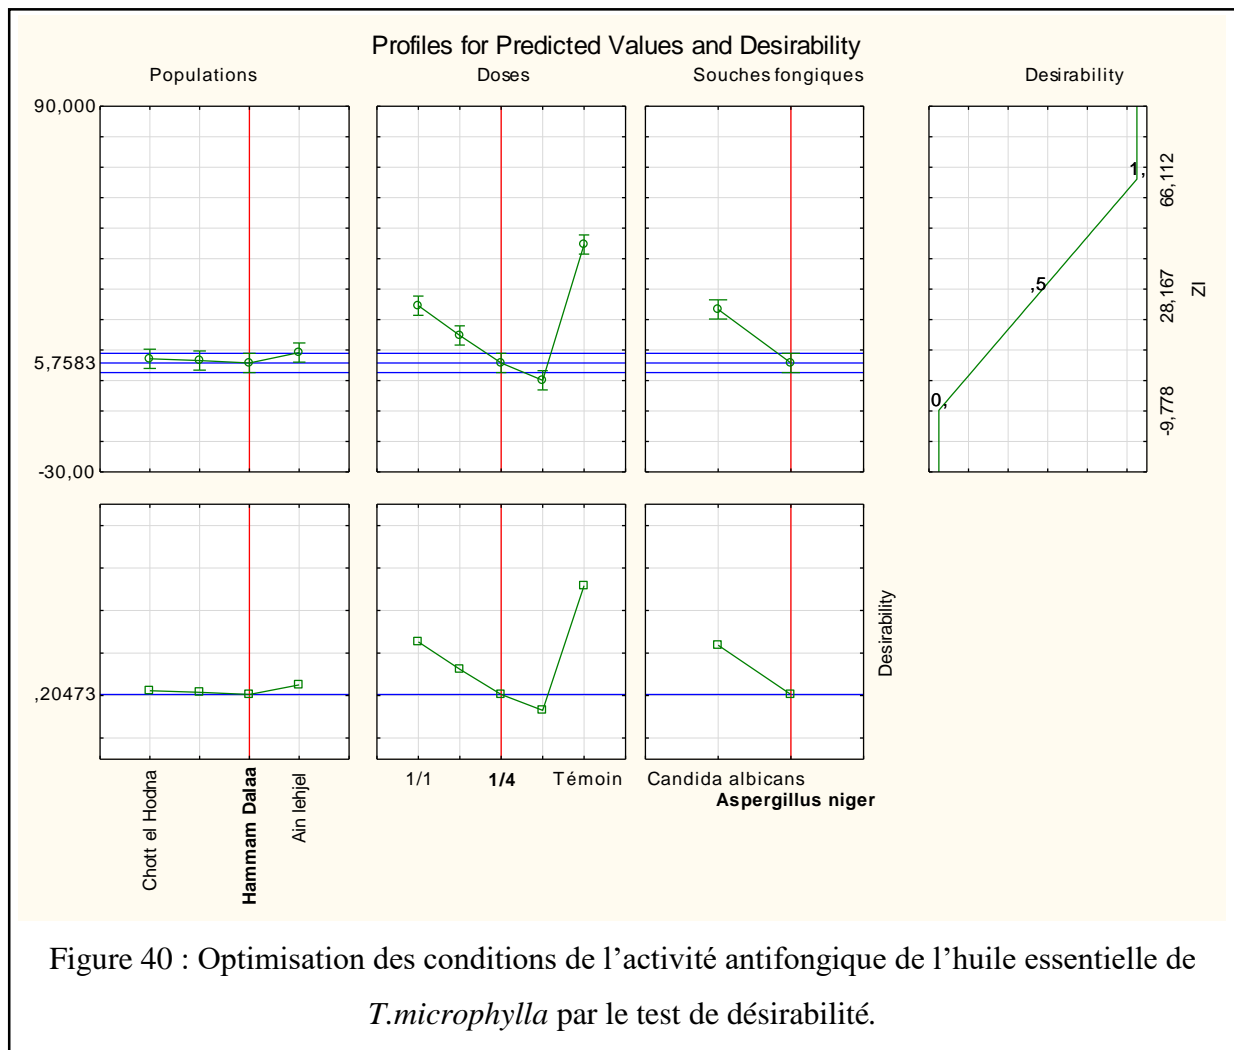 Profiles for Predicted Values and Desirability
Populations
Doses
Souches fongiques
Desirability
90,000
5,7583
-30,00
1,
,5
0,
66,112
28,167
-9,778
ZI
,20473
Desirability
Chott el Hodna
Hammam Dalaa
Ain lehjel
1/1
1/4
Témoin
Candida albicans
Aspergillus niger
Figure 40 : Optimisation des conditions de l'activité antifongique de l'huile essentielle de
T.microphylla par le test de désirabilité.